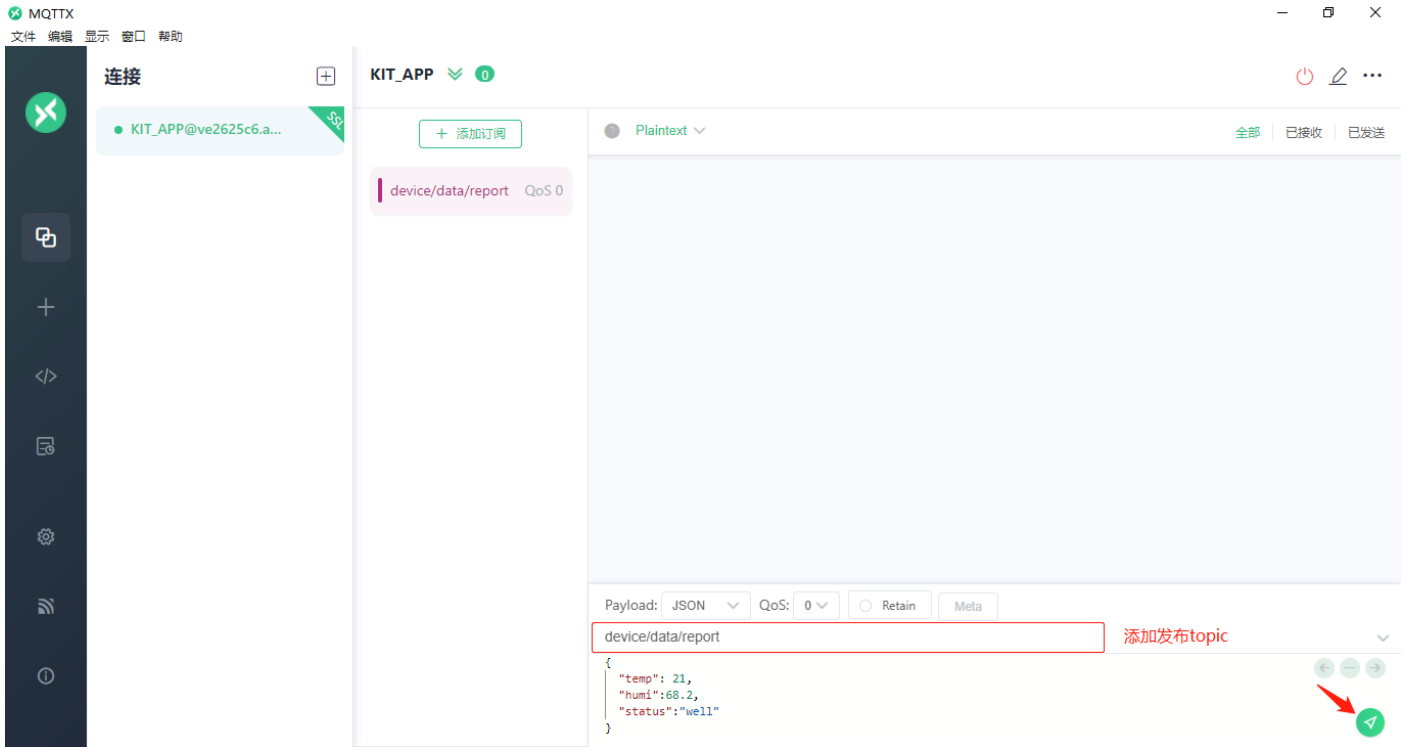 MQTTX
文件 编辑 显示 窗口 帮助
连接
KIT_APP@ve2625c6.a...
SSL
KIT_APP 0
添加订阅
device/data/report QoS 0
Plaintext
全部 已接收 已发送
Payload: JSON QoS: 0 Retain Meta
device/data/report
添加发布topic
{
"temp": 21,
"humi":68.2,
"status":"well"
}